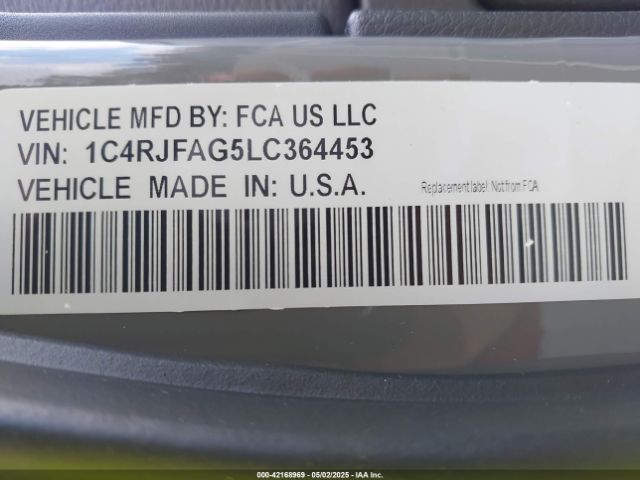 VEHICLE MFD BY: FCA US LLC
VIN: 1C4RJFAG5LC364453
VEHICLE MADE IN: U.S.A.
Replacement label. Not from FCA
000-42168969 - 05/02/2025 - IAA Inc.